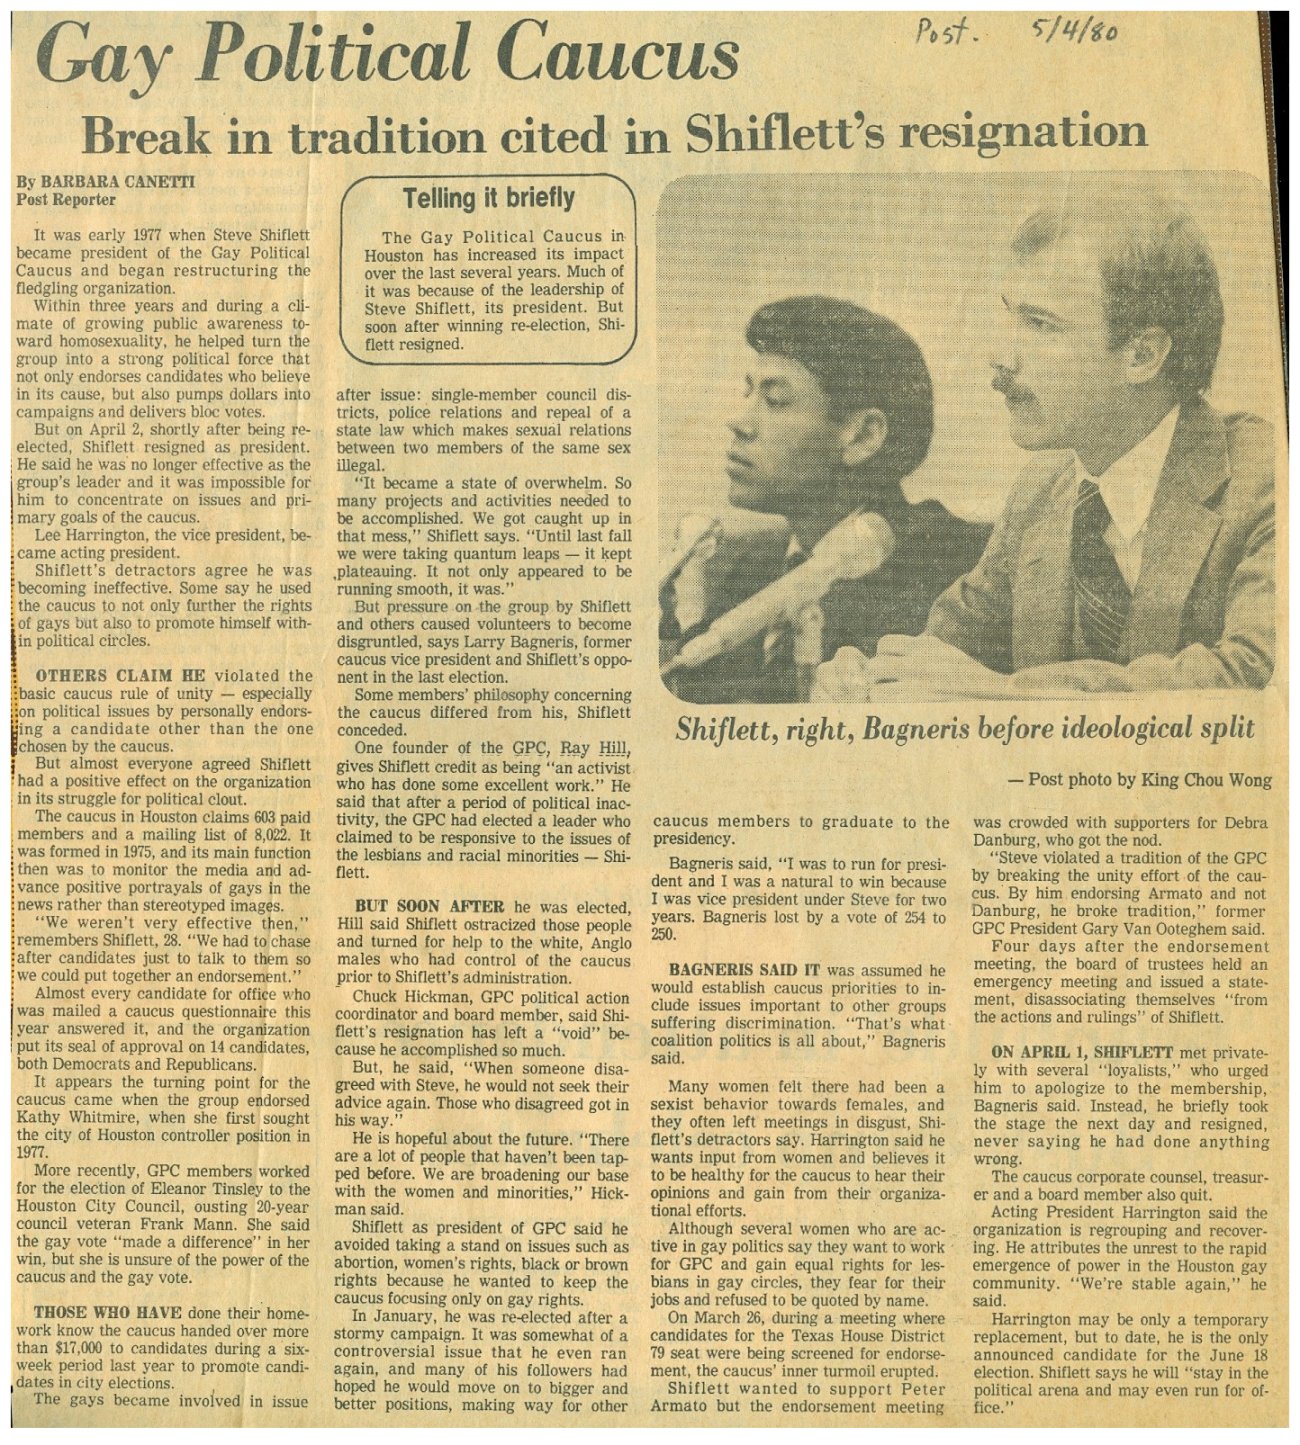 Gay Political Caucus
Post. 5/4/80
Break in tradition cited in Shiflett's resignation
By BARBARA CANETTI
Post Reporter
It was early 1977 when Steve Shiflett
became president of the Gay Political
Caucus and began restructuring the
fledgling organization.
Within three years and during a cli-
mate of growing public awareness to-
ward homosexuality, he helped turn the
group into a strong political force that
not only endorses candidates who believe
in its cause, but also pumps dollars into
campaigns and delivers bloc votes.
But on April 2, shortly after being re-
elected, Shiflett resigned as president.
He said he was no longer effective as the
group's leader and it was impossible for
him to concentrate on issues and pri-
mary goals of the caucus.
Lee Harrington, the vice president, be-
came acting president.
Shiflett's detractors agree he was
becoming ineffective. Some say he used
the caucus to not only further the rights
of gays but also to promote himself with-
in political circles.
OTHERS CLAIM HE violated the
basic caucus rule of unity — especially
on political issues by personally endors-
ing a candidate other than the one
chosen by the caucus.
But almost everyone agreed Shiflett
had a positive effect on the organization
in its struggle for political clout.
The caucus in Houston claims 603 paid
members and a mailing list of 8,022. It
was formed in 1975, and its main function
then was to monitor the media and ad-
vance positive portrayals of gays in the
news rather than stereotyped images.
"We weren't very effective then,"
remembers Shiflett, 28. "We had to chase
after candidates just to talk to them so
we could put together an endorsement."
Almost every candidate for office who
was mailed a caucus questionnaire this
year answered it, and the organization
put its seal of approval on 14 candidates,
both Democrats and Republicans.
It appears the turning point for the
caucus came when the group endorsed
Kathy Whitmire, when she first sought
the city of Houston controller position in
1977.
More recently, GPC members worked
for the election of Eleanor Tinsley to the
Houston City Council, ousting 20-year
council veteran Frank Mann. She said
the gay vote "made a difference" in her
win, but she is unsure of the power of the
caucus and the gay vote.
THOSE WHO HAVE done their home-
work know the caucus handed over more
than $17,000 to candidates during a six-
week period last year to promote candi-
dates in city elections.
The gays became involved in issue
Telling it briefly
The Gay Political Caucus in
Houston has increased its impact
over the last several years. Much of
it was because of the leadership of
Steve Shiflett, its president. But
soon after winning re-election, Shi-
flett resigned.
after issue: single-member council dis-
tricts, police relations and repeal of a
state law which makes sexual relations
between two members of the same sex
illegal.
"It became a state of overwhelm. So
many projects and activities needed to
be accomplished. We got caught up in
that mess," Shiflett says. "Until last fall
we were taking quantum leaps — it kept
plateauing. It not only appeared to be
running smooth, it was."
But pressure on the group by Shiflett
and others caused volunteers to become
disgruntled, says Larry Bagneris, former
caucus vice president and Shiflett's oppo-
nent in the last election.
Some members' philosophy concerning
the caucus differed from his, Shiflett
conceded.
One founder of the GPC, Ray Hill,
gives Shiflett credit as being "an activist
who has done some excellent work." He
said that after a period of political inac-
tivity, the GPC had elected a leader who
claimed to be responsive to the issues of
the lesbians and racial minorities — Shi-
flett.
BUT SOON AFTER he was elected,
Hill said Shiflett ostracized those people
and turned for help to the white, Anglo
males who had control of the caucus
prior to Shiflett's administration.
Chuck Hickman, GPC political action
coordinator and board member, said Shi-
flett's resignation has left a "void" be-
cause he accomplished so much.
But, he said, "When someone disa-
greed with Steve, he would not seek their
advice again. Those who disagreed got in
his way."
He is hopeful about the future. "There
are a lot of people that haven't been tap-
ped before. We are broadening our base
with the women and minorities," Hick-
man said.
Shiflett as president of GPC said he
avoided taking a stand on issues such as
abortion, women's rights, black or brown
rights because he wanted to keep the
caucus focusing only on gay rights.
In January, he was re-elected after a
stormy campaign. It was somewhat of a
controversial issue that he even ran
again, and many of his followers had
hoped he would move on to bigger and
better positions, making way for other
Shiflett, right, Bagneris before ideological split
— Post photo by King Chou Wong
caucus members to graduate to the
presidency.
Bagneris said, "I was to run for presi-
dent and I was a natural to win because
I was vice president under Steve for two
years. Bagneris lost by a vote of 254 to
250.
BAGNERIS SAID IT was assumed he
would establish caucus priorities to in-
clude issues important to other groups
suffering discrimination. "That's what
coalition politics is all about," Bagneris
said.
Many women felt there had been a
sexist behavior towards females, and
they often left meetings in disgust, Shi-
flett's detractors say. Harrington said he
wants input from women and believes it
to be healthy for the caucus to hear their
opinions and gain from their organiza-
tional efforts.
Although several women who are ac-
tive in gay politics say they want to work
for GPC and gain equal rights for les-
bians in gay circles, they fear for their
jobs and refused to be quoted by name.
On March 26, during a meeting where
candidates for the Texas House District
79 seat were being screened for endorse-
ment, the caucus' inner turmoil erupted.
Shiflett wanted to support Peter
Armato but the endorsement meeting
was crowded with supporters for Debra
Danburg, who got the nod.
"Steve violated a tradition of the GPC
by breaking the unity effort of the cau-
cus. By him endorsing Armato and not
Danburg, he broke tradition," former
GPC President Gary Van Ooteghem said.
Four days after the endorsement
meeting, the board of trustees held an
emergency meeting and issued a state-
ment, disassociating themselves "from
the actions and rulings" of Shiflett.
ON APRIL 1, SHIFLETT met private-
ly with several "loyalists," who urged
him to apologize to the membership,
Bagneris said. Instead, he briefly took
the stage the next day and resigned,
never saying he had done anything
wrong.
The caucus corporate counsel, treasur-
er and a board member also quit.
Acting President Harrington said the
organization is regrouping and recover-
ing. He attributes the unrest to the rapid
emergence of power in the Houston gay
community. "We're stable again," he
said.
Harrington may be only a temporary
replacement, but to date, he is the only
announced candidate for the June 18
election. Shiflett says he will "stay in the
political arena and may even run for of-
fice."